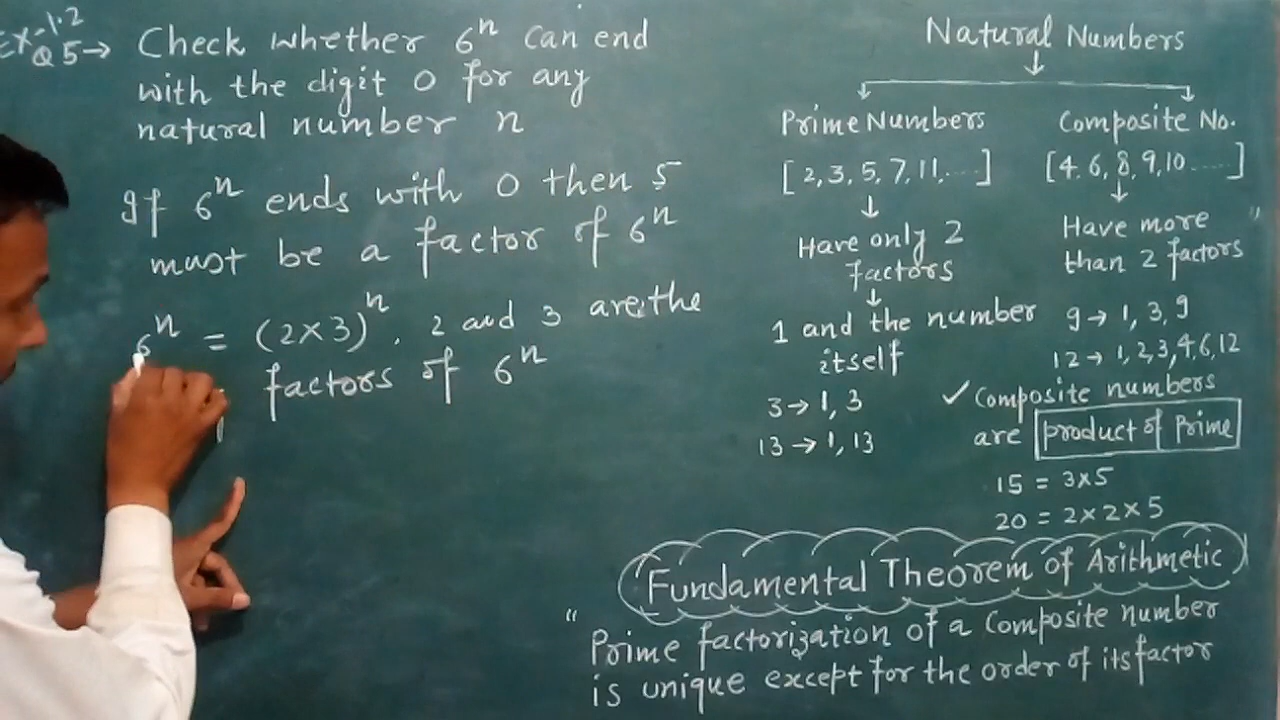 Ex-1.2
Q 5→ Check whether 6ⁿ can end
with the digit 0 for any
natural number n
If 6ⁿ ends with 0 then 5
must be a factor of 6ⁿ
6ⁿ = (2×3)ⁿ. 2 and 3 are the
factors of 6ⁿ
Natural Numbers
↓
Prime Numbers
[2, 3, 5, 7, 11, .....]
↓
Have only 2
factors
↓
1 and the number
itself
3 → 1, 3
13 → 1, 13
Composite No.
[4, 6, 8, 9, 10 .....]
↓
Have more
than 2 factors
9 → 1, 3, 9
12 → 1, 2, 3, 4, 6, 12
✓ Composite numbers
are product of Prime
15 = 3×5
20 = 2×2×5
Fundamental Theorem of Arithmetic
" Prime factorization of a composite number
is unique except for the order of its factor